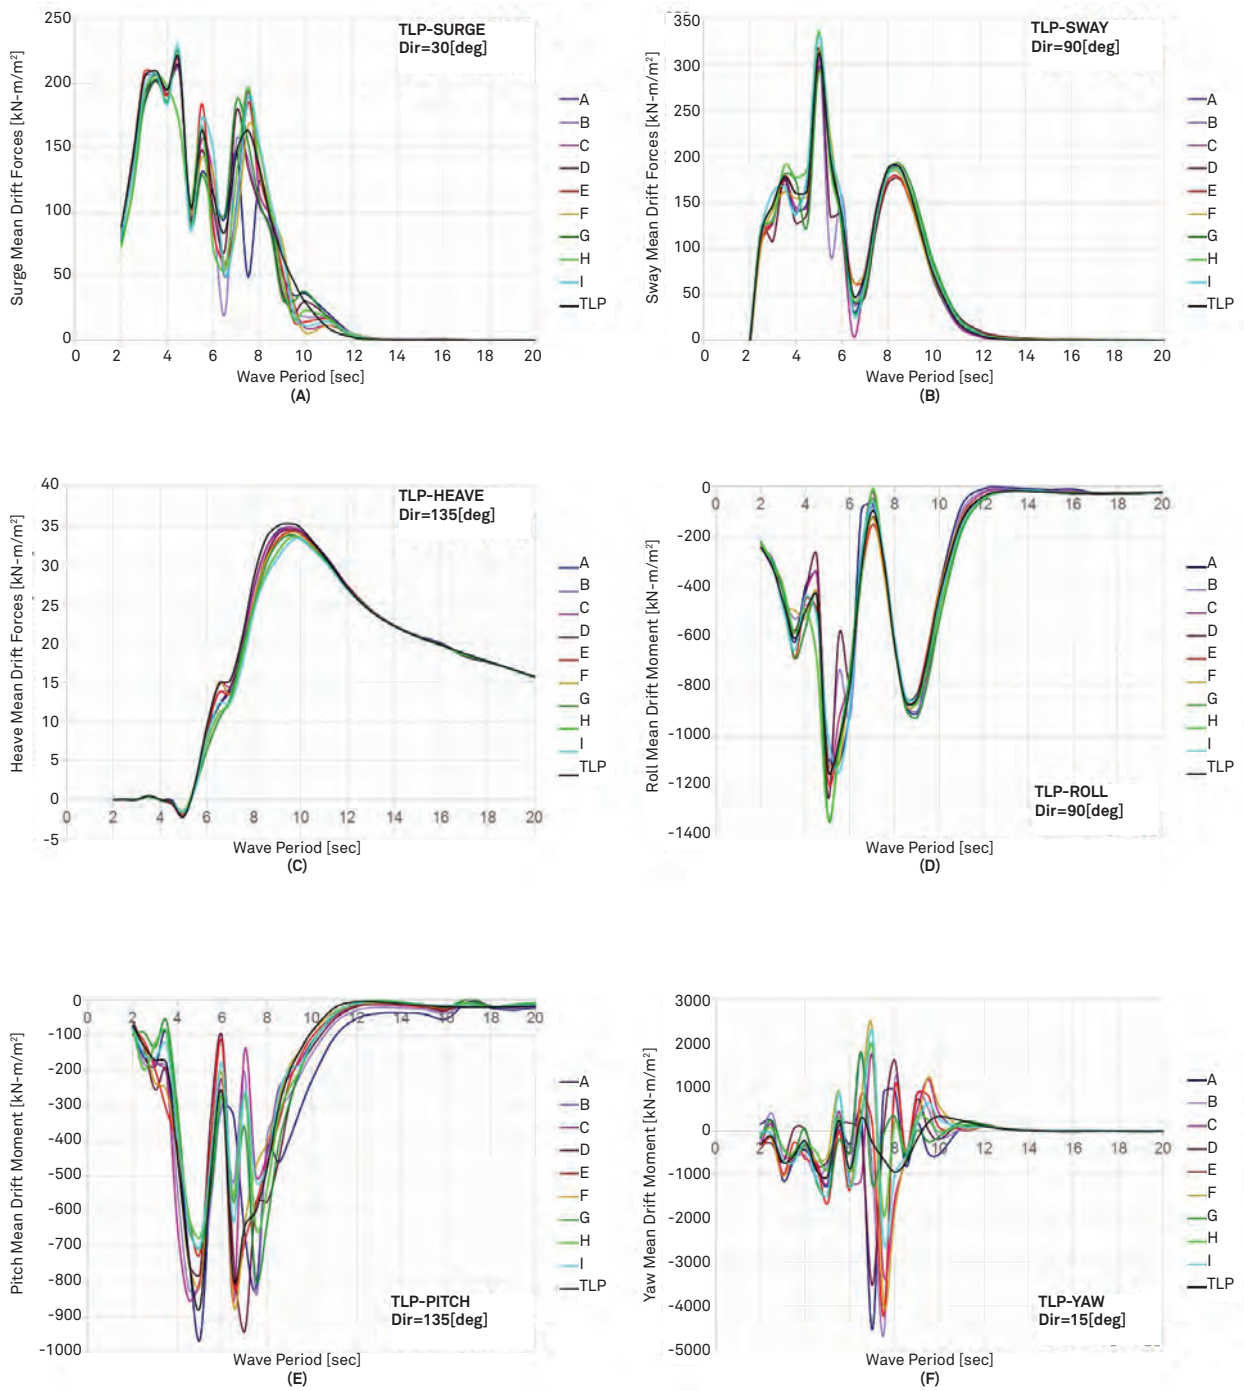 TLP-SURGE
Dir=30[deg]
Surge Mean Drift Forces [kN-m/m²]
250
200
150
100
50
0
0 2 4 6 8 10 12 14 16 18 20
Wave Period [sec]
(A)
A
B
C
D
E
F
G
H
I
TLP
TLP-SWAY
Dir=90[deg]
Sway Mean Drift Forces [kN-m/m²]
350
300
250
200
150
100
50
0
0 2 4 6 8 10 12 14 16 18 20
Wave Period [sec]
(B)
A
B
C
D
E
F
G
H
I
TLP
TLP-HEAVE
Dir=135[deg]
Heave Mean Drift Forces [kN-m/m²]
40
35
30
25
20
15
10
5
0
-5
0 2 4 6 8 10 12 14 16 18 20
Wave Period [sec]
(C)
A
B
C
D
E
F
G
H
I
TLP
TLP-ROLL
Dir=90[deg]
Roll Mean Drift Moment [kN-m/m²]
0
-200
-400
-600
-800
-1000
-1200
-1400
0 2 4 6 8 10 12 14 16 18 20
Wave Period [sec]
(D)
A
B
C
D
E
F
G
H
I
TLP
TLP-PITCH
Dir=135[deg]
Pitch Mean Drift Moment [kN-m/m²]
0
-100
-200
-300
-400
-500
-600
-700
-800
-900
-1000
0 2 4 6 8 10 12 14 16 18 20
Wave Period [sec]
(E)
A
B
C
D
E
F
G
H
I
TLP
TLP-YAW
Dir=15[deg]
Yaw Mean Drift Moment [kN-m/m²]
3000
2000
1000
0
-1000
-2000
-3000
-4000
-5000
0 2 4 6 8 10 12 14 16 18 20
Wave Period [sec]
(F)
A
B
C
D
E
F
G
H
I
TLP